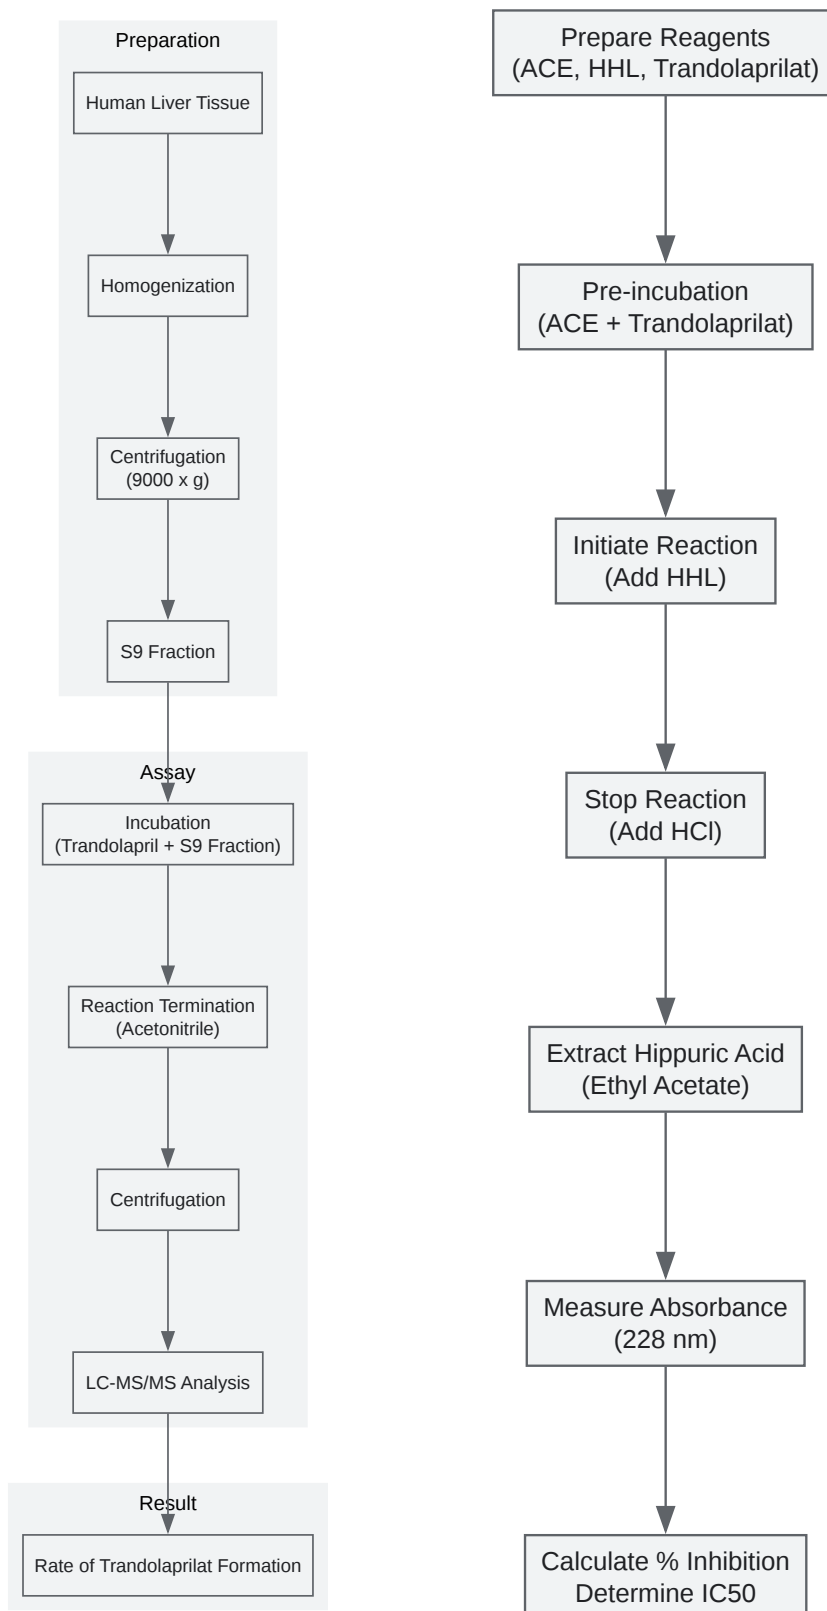 Preparation
Human Liver Tissue
Homogenization
Centrifugation
(9000 x g)
S9 Fraction
Assay
Incubation
(Trandolapril + S9 Fraction)
Reaction Termination
(Acetonitrile)
Centrifugation
LC-MS/MS Analysis
Result
Rate of Trandolaprilat Formation
Prepare Reagents
(ACE, HHL, Trandolaprilat)
Pre-incubation
(ACE + Trandolaprilat)
Initiate Reaction
(Add HHL)
Stop Reaction
(Add HCl)
Extract Hippuric Acid
(Ethyl Acetate)
Measure Absorbance
(228 nm)
Calculate % Inhibition
Determine IC50